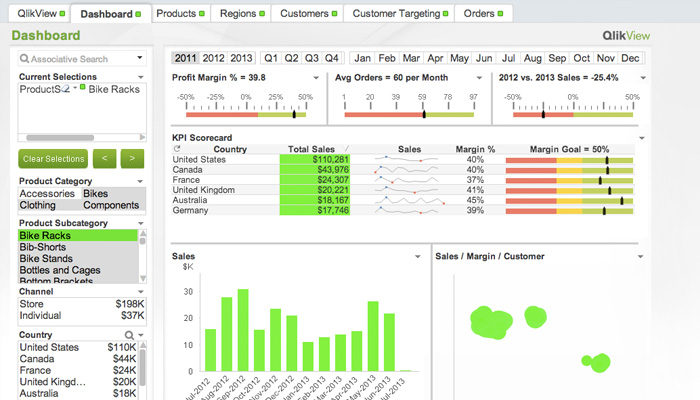 QlikView Dashboard Products Regions Customers Customer Targeting Orders
Dashboard
QlikView
Associative Search
Current Selections
ProductS Bike Racks
Clear Selections < >
Product Category
Accessories Bikes
Clothing Components
Product Subcategory
Bike Racks
Bib-Shorts
Bike Stands
Bottles and Cages
Bottom Brackets
Channel
Store $198K
Individual $37K
Country
United States $110K
Canada $44K
France $24K
United Kingd... $20K
Australia $18K
2011 2012 2013 Q1 Q2 Q3 Q4 Jan Feb Mar Apr May Jun Jul Aug Sep Oct Nov Dec
Profit Margin % = 39.8
-50% 0% 50%
Avg Orders = 60 per Month
1 20 39 59 78 97
2012 vs. 2013 Sales = -25.4%
-50% 0% 50%
KPI Scorecard
Country Total Sales Sales Margin % Margin Goal = 50%
United States $110,281 40%
Canada $43,976 40%
France $24,307 37%
United Kingdom $20,221 41%
Australia $18,167 45%
Germany $17,746 39%
Sales
$K
40
30
20
10
0
Jul-2012 Aug-2012 Sep-2012 Oct-2012 Nov-2012 Dec-2012 Jan-2013 Feb-2013 Mar-2013 Apr-2013 May-2013 Jun-2013 Jul-2013
Sales / Margin / Customer